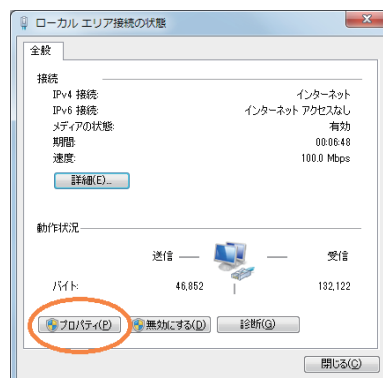 ローカル エリア接続の状態
全般
接続
IPv4 接続: インターネット
IPv6 接続: インターネット アクセスなし
メディアの状態: 有効
期間: 00:06:48
速度: 100.0 Mbps
詳細(E)...
動作状況
送信 受信
バイト: 46,852 132,122
プロパティ(P) 無効にする(D) 診断(G)
閉じる(C)